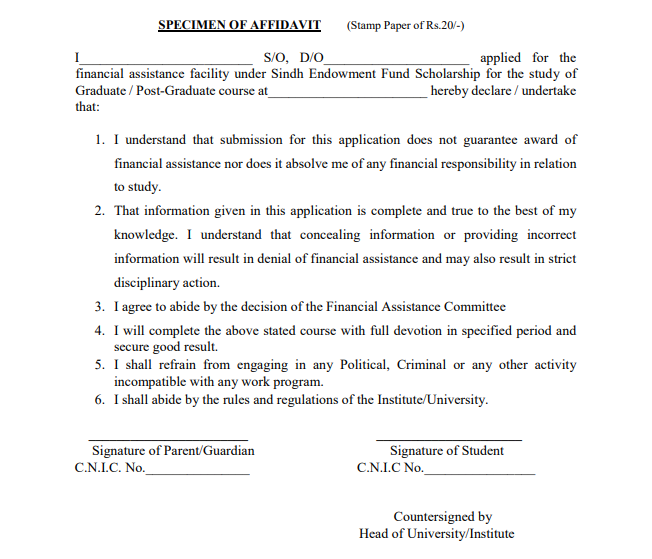 SPECIMEN OF AFFIDAVIT (Stamp Paper of Rs.20/-)
I__________________________ S/O, D/O______________________ applied for the
financial assistance facility under Sindh Endowment Fund Scholarship for the study of
Graduate / Post-Graduate course at________________________ hereby declare / undertake
that:
1. I understand that submission for this application does not guarantee award of
financial assistance nor does it absolve me of any financial responsibility in relation
to study.
2. That information given in this application is complete and true to the best of my
knowledge. I understand that concealing information or providing incorrect
information will result in denial of financial assistance and may also result in strict
disciplinary action.
3. I agree to abide by the decision of the Financial Assistance Committee
4. I will complete the above stated course with full devotion in specified period and
secure good result.
5. I shall refrain from engaging in any Political, Criminal or any other activity
incompatible with any work program.
6. I shall abide by the rules and regulations of the Institute/University.
Signature of Parent/Guardian Signature of Student
C.N.I.C. No.________________ C.N.I.C No.________________
Countersigned by
Head of University/Institute